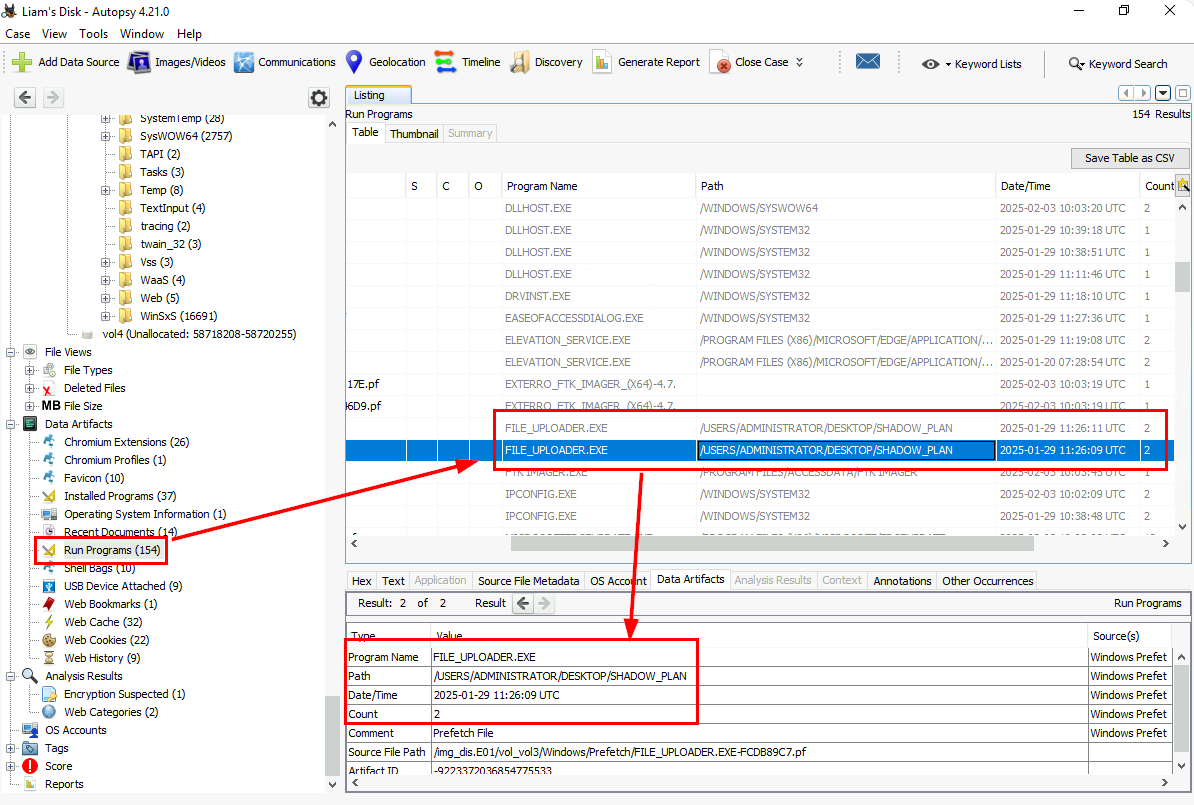 Liam's Disk - Autopsy 4.21.0
Case View Tools Window Help
Add Data Source Images/Videos Communications Geolocation Timeline Discovery Generate Report Close Case Keyword Lists Keyword Search
SystemTemp (28)
SysWOW64 (2757)
TAPI (2)
Tasks (3)
Temp (8)
TextInput (4)
tracing (2)
twain_32 (3)
Vss (3)
WaaS (4)
Web (5)
WinSxS (16691)
vol4 (Unallocated: 58718208-58720255)
File Views
File Types
Deleted Files
MB File Size
Data Artifacts
Chromium Extensions (26)
Chromium Profiles (1)
Favicon (10)
Installed Programs (37)
Operating System Information (1)
Recent Documents (14)
Run Programs (154)
Shell Bags (10)
USB Device Attached (9)
Web Bookmarks (1)
Web Cache (32)
Web Cookies (22)
Web History (9)
Analysis Results
Encryption Suspected (1)
Web Categories (2)
OS Accounts
Tags
Score
Reports
Listing
Run Programs 154 Results
Table Thumbnail Summary
Save Table as CSV
S C O Program Name Path Date/Time Count
DLLHOST.EXE /WINDOWS/SYSWOW64 2025-02-03 10:03:20 UTC 2
DLLHOST.EXE /WINDOWS/SYSTEM32 2025-01-29 10:39:18 UTC 1
DLLHOST.EXE /WINDOWS/SYSTEM32 2025-01-29 10:38:51 UTC 1
DLLHOST.EXE /WINDOWS/SYSTEM32 2025-01-29 11:11:46 UTC 1
DRVINST.EXE /WINDOWS/SYSTEM32 2025-01-29 11:18:10 UTC 1
EASEOFACCESSDIALOG.EXE /WINDOWS/SYSTEM32 2025-01-29 11:27:36 UTC 1
ELEVATION_SERVICE.EXE /PROGRAM FILES (X86)/MICROSOFT/EDGE/APPLICATION/... 2025-01-29 11:19:08 UTC 2
ELEVATION_SERVICE.EXE /PROGRAM FILES (X86)/MICROSOFT/EDGE/APPLICATION/... 2025-01-20 07:28:54 UTC 2
17E.pf EXTERRO_FTK_IMAGER_(X64)-4.7. 2025-02-03 10:03:19 UTC 1
46D9.pf EXTERRO_FTK_IMAGER_(X64)-4.7. 2025-02-03 10:03:19 UTC 1
FILE_UPLOADER.EXE /USERS/ADMINISTRATOR/DESKTOP/SHADOW_PLAN 2025-01-29 11:26:11 UTC 2
FILE_UPLOADER.EXE /USERS/ADMINISTRATOR/DESKTOP/SHADOW_PLAN 2025-01-29 11:26:09 UTC 2
FTK IMAGER.EXE /PROGRAM FILES/ACCESSDATA/FTK IMAGER 2025-02-03 10:03:45 UTC 1
IPCONFIG.EXE /WINDOWS/SYSTEM32 2025-02-03 10:02:09 UTC 2
IPCONFIG.EXE /WINDOWS/SYSTEM32 2025-01-29 10:38:48 UTC 2
Hex Text Application Source File Metadata OS Account Data Artifacts Analysis Results Context Annotations Other Occurrences
Result: 2 of 2 Result Run Programs
Type Value Source(s)
Program Name FILE_UPLOADER.EXE Windows Prefet
Path /USERS/ADMINISTRATOR/DESKTOP/SHADOW_PLAN Windows Prefet
Date/Time 2025-01-29 11:26:09 UTC Windows Prefet
Count 2 Windows Prefet
Comment Prefetch File Windows Prefet
Source File Path /img_dis.E01/vol_vol3/Windows/Prefetch/FILE_UPLOADER.EXE-FCDB89C7.pf
Artifact ID -9223372036854775533